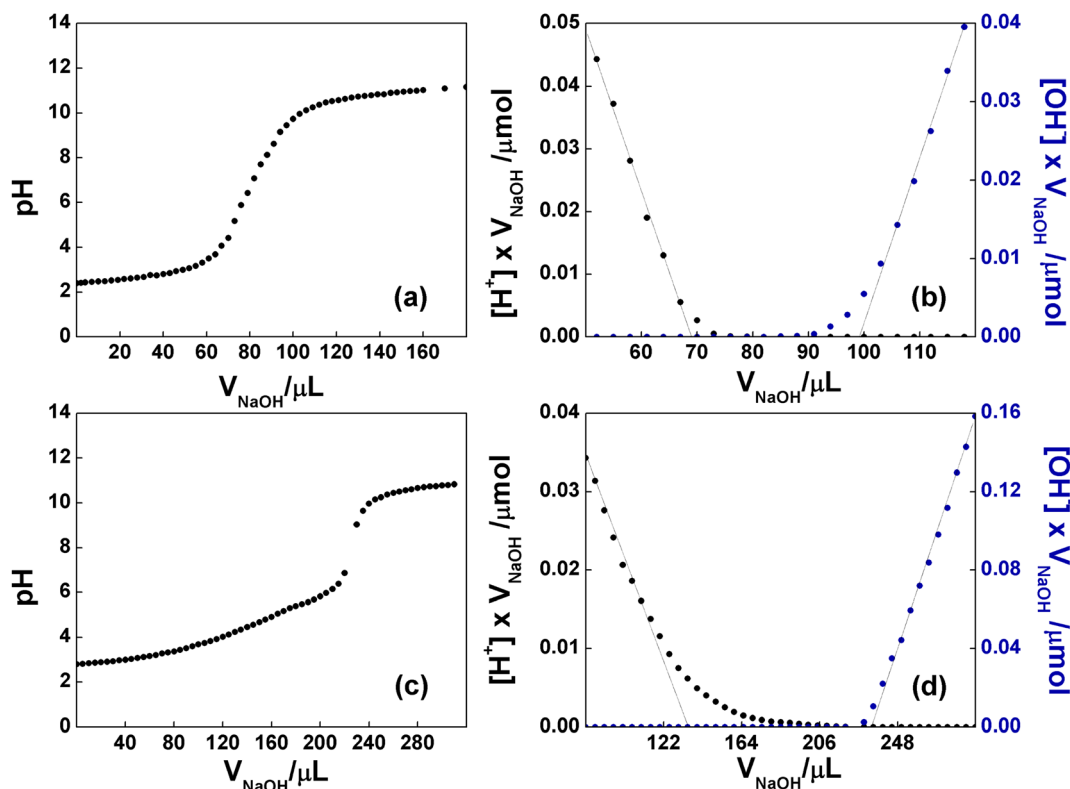 14
12
10
8
6
4
2
0
pH
20 40 60 80 100 120 140 160
V_NaOH/μL
(a)
0.05
0.04
0.03
0.02
0.01
0.00
[H⁺] x V_NaOH /μmol
60 70 80 90 100 110
V_NaOH/μL
(b)
0.04
0.03
0.02
0.01
0.00
[OH⁻] x V_NaOH /μmol
14
12
10
8
6
4
2
0
pH
40 80 120 160 200 240 280
V_NaOH/μL
(c)
0.04
0.03
0.02
0.01
0.00
[H⁺] x V_NaOH /μmol
122 164 206 248
V_NaOH/μL
(d)
0.16
0.12
0.08
0.04
0.00
[OH⁻] x V_NaOH /μmol